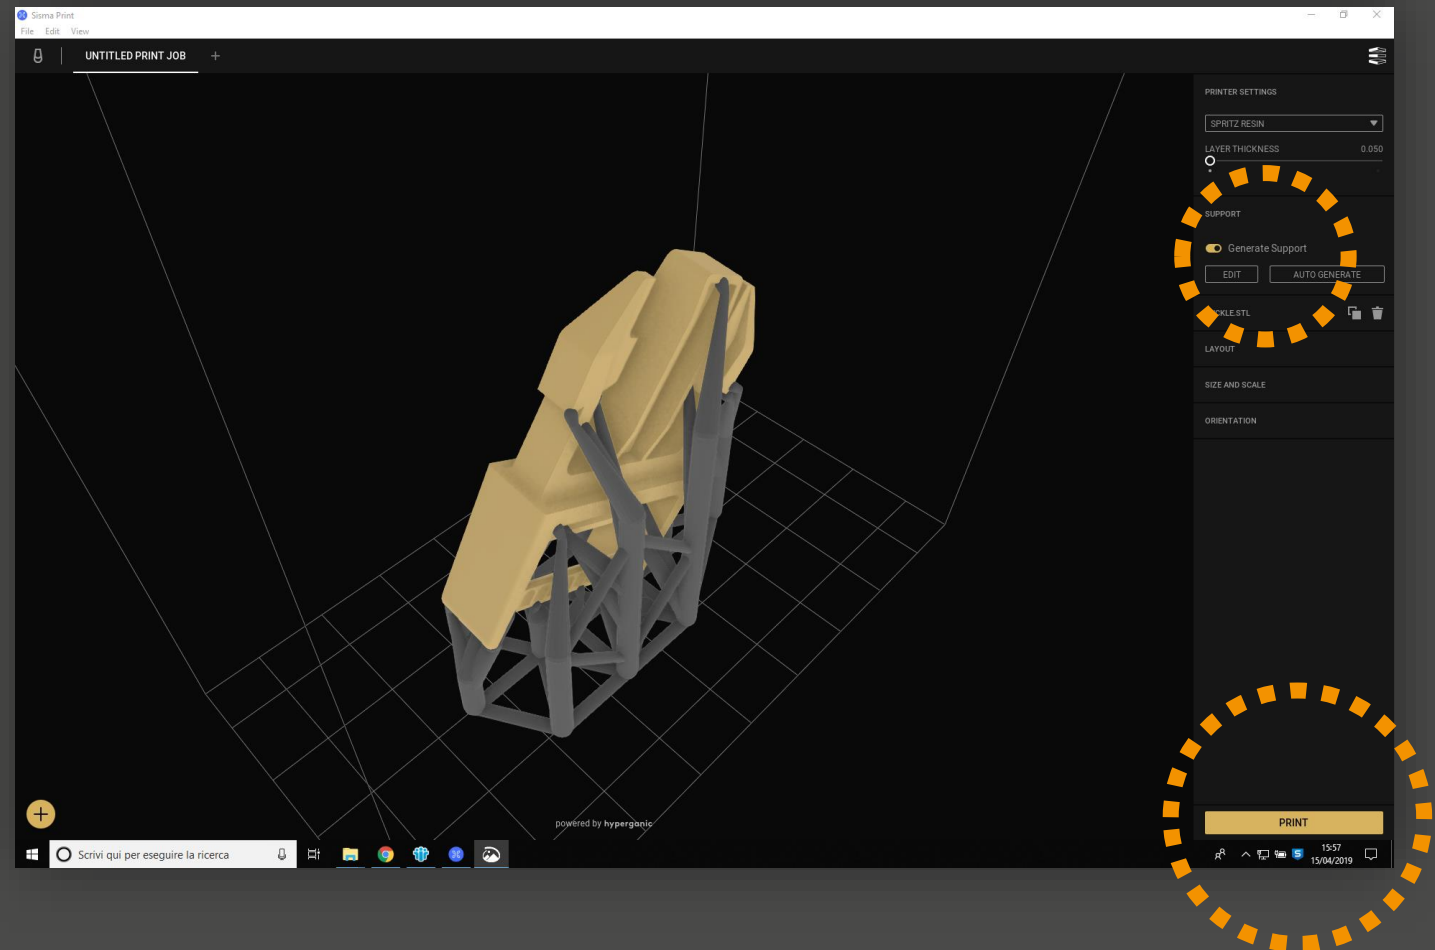 Sisma Print
File Edit View
UNTITLED PRINT JOB
PRINTER SETTINGS
SPRITZ RESIN
LAYER THICKNESS 0.050
SUPPORT
Generate Support
EDIT AUTO GENERATE
CKLE.STL
LAYOUT
SIZE AND SCALE
ORIENTATION
powered by hyperganic
PRINT
Scrivi qui per eseguire la ricerca
15:57
15/04/2019